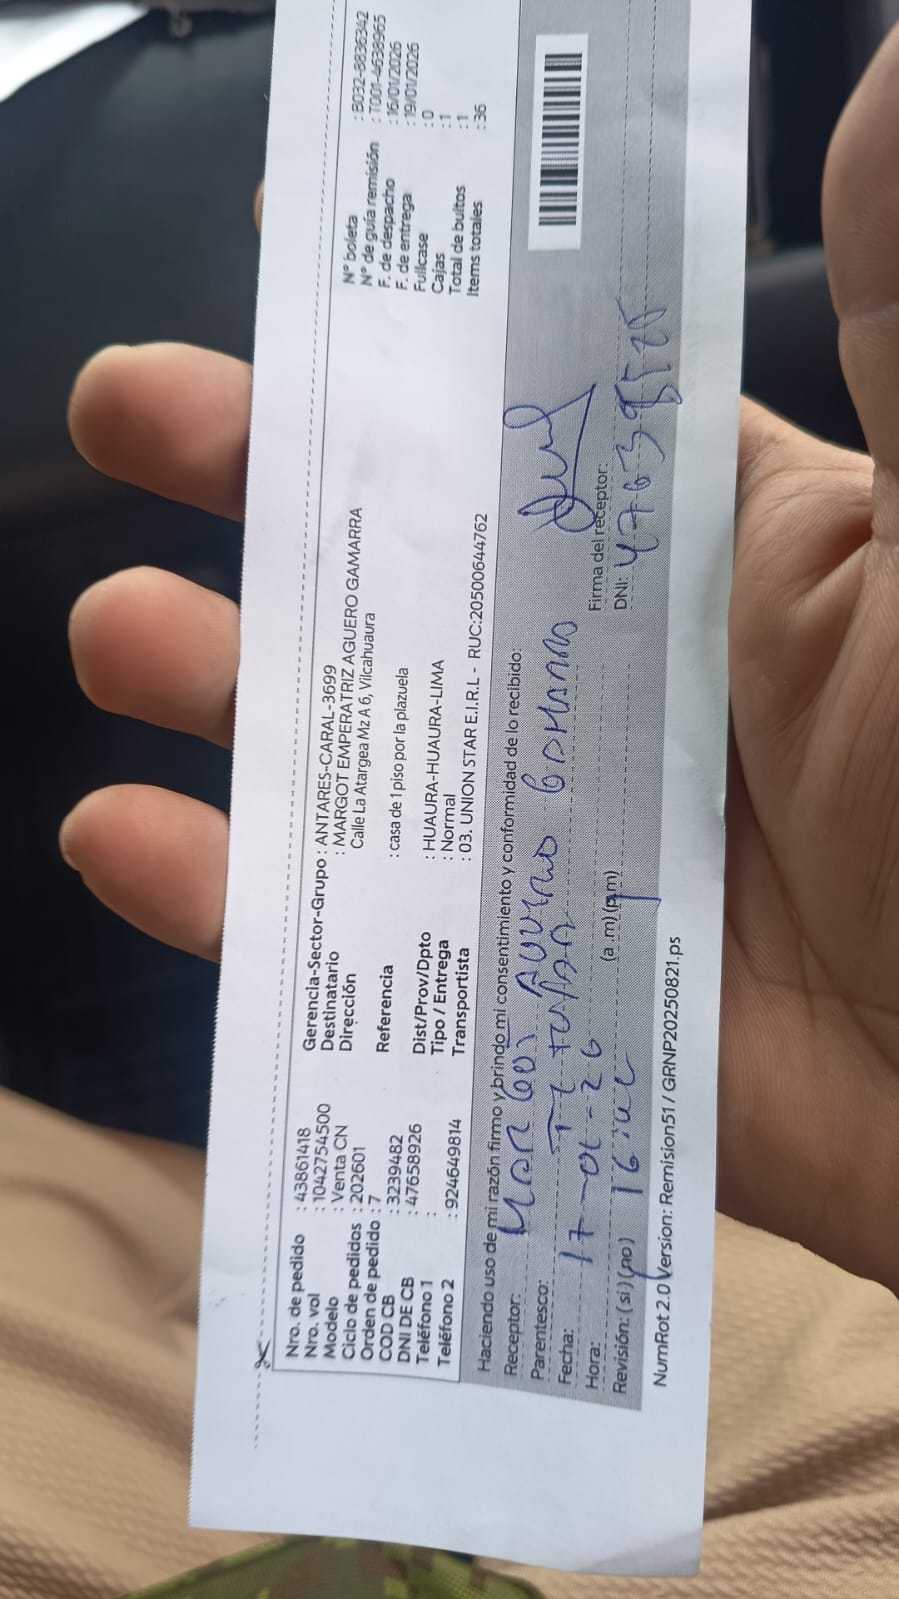 Nro. de pedido : 43861418
Nro. vol : 1042754500
Modelo : Venta CN
Ciclo de pedidos : 202601
Orden de pedido : 7
COD CB : 3239482
DNI DE CB : 47658926
Teléfono 1 :
Teléfono 2 : 924649814
Gerencia-Sector-Grupo : ANTARES-CARAL-3699
Destinatario : MARGOT EMPERATRIZ AGUERO GAMARRA
Dirección Calle La Atargea Mz A 6, Vilcahuaura
Referencia : casa de 1 piso por la plazuela
Dist/Prov/Dpto : HUAURA-HUAURA-LIMA
Tipo / Entrega : Normal
Transportista : 03. UNION STAR E.I.R.L - RUC:20500644762
N° boleta : B032-8836342
N° de guía remisión : T001-4638965
F. de despacho : 16/01/2026
F. de entrega : 19/01/2026
Fullcase : 0
Cajas : 1
Total de bultos : 1
Items totales : 36
Haciendo uso de mi razón firmo y brindo mi consentimiento y conformidad de lo recibido:
Receptor:
Parentesco: TITULAR
Fecha: 17-01-26
Hora: 16: (a.m) (p.m)
Revisión: (si) (no)
Firma del receptor:
DNI:
NumRot 2.0 Version: Remision51 / GRNP20250821.ps